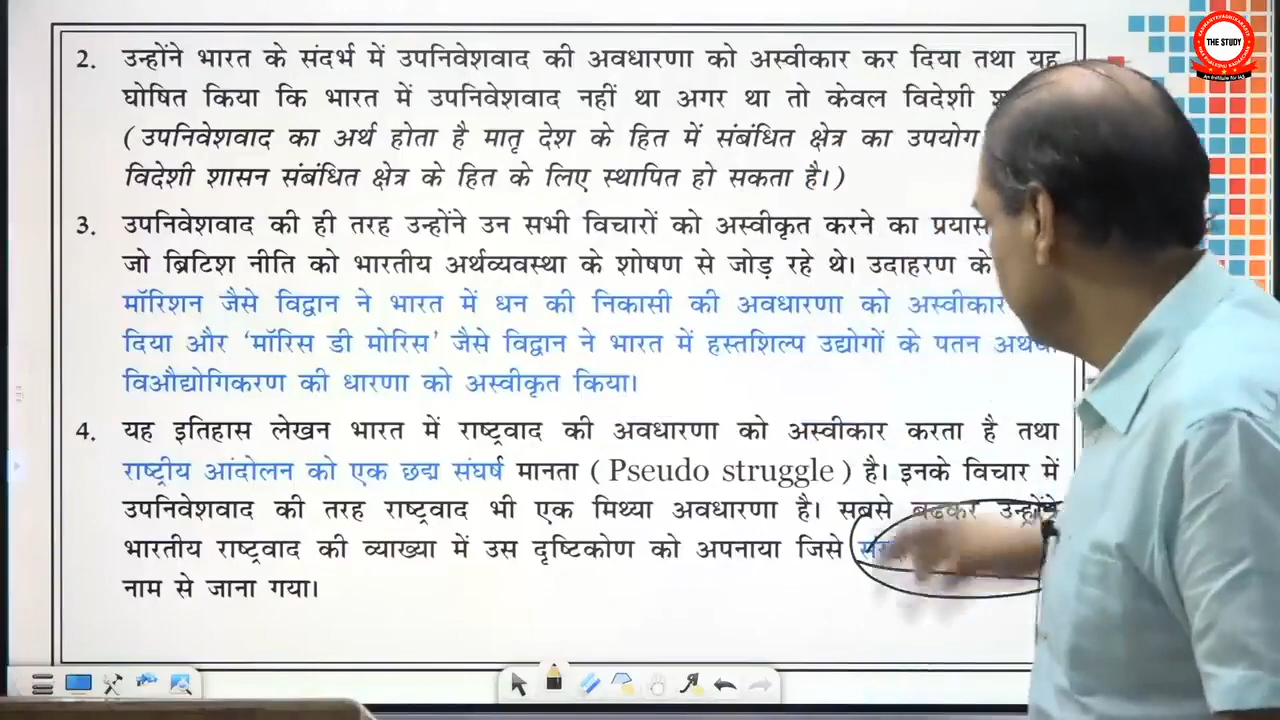 THE STUDY
An Institute for IAS
2. उन्होंने भारत के संदर्भ में उपनिवेशवाद की अवधारणा को अस्वीकार कर दिया तथा यह
घोषित किया कि भारत में उपनिवेशवाद नहीं था अगर था तो केवल विदेशी
(उपनिवेशवाद का अर्थ होता है मातृ देश के हित में संबंधित क्षेत्र का उपयोग
विदेशी शासन संबंधित क्षेत्र के हित के लिए स्थापित हो सकता है।)
3. उपनिवेशवाद की ही तरह उन्होंने उन सभी विचारों को अस्वीकृत करने का
जो ब्रिटिश नीति को भारतीय अर्थव्यवस्था के शोषण से जोड़ रहे थे। उदाहरण के
मॉरिशन जैसे विद्वान ने भारत में धन की निकासी की अवधारणा को अस्वीकार
दिया और ‘मॉरिस डी मोरिस’ जैसे विद्वान ने भारत में हस्तशिल्प उद्योगों के पतन
विऔद्योगिकरण की धारणा को अस्वीकृत किया।
4. यह इतिहास लेखन भारत में राष्ट्रवाद की अवधारणा को अस्वीकार करता है तथा
राष्ट्रीय आंदोलन को एक छद्म संघर्ष मानता (Pseudo struggle) है। इनके विचार में
उपनिवेशवाद की तरह राष्ट्रवाद भी एक मिथ्या अवधारणा है। सबसे बढ़कर उन्होंने
भारतीय राष्ट्रवाद की व्याख्या में उस दृष्टिकोण को अपनाया जिसे
नाम से जाना गया।